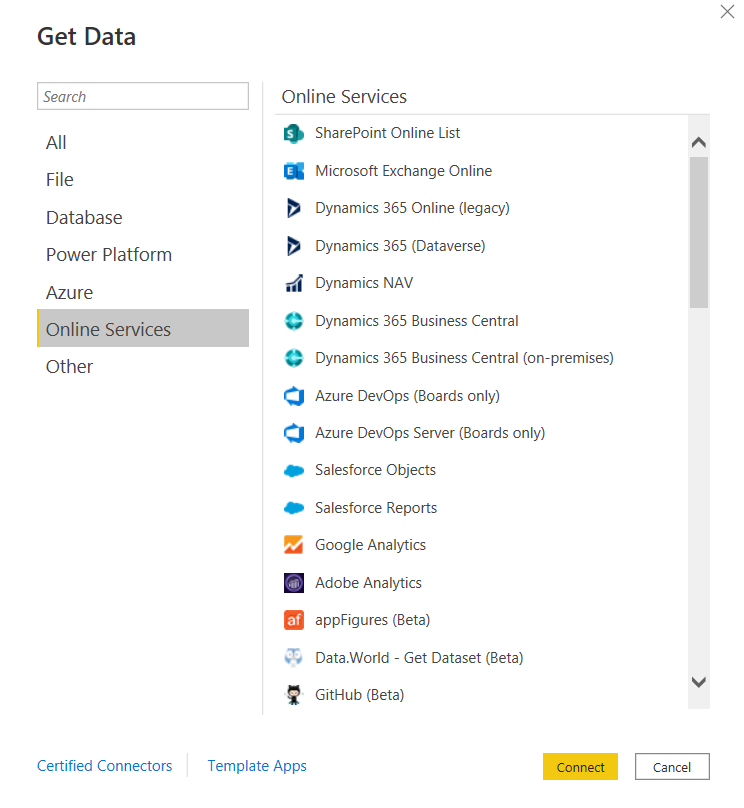 Get Data
Search
All
File
Database
Power Platform
Azure
Online Services
Other
Online Services
SharePoint Online List
Microsoft Exchange Online
Dynamics 365 Online (legacy)
Dynamics 365 (Dataverse)
Dynamics NAV
Dynamics 365 Business Central
Dynamics 365 Business Central (on-premises)
Azure DevOps (Boards only)
Azure DevOps Server (Boards only)
Salesforce Objects
Salesforce Reports
Google Analytics
Adobe Analytics
af appFigures (Beta)
Data.World - Get Dataset (Beta)
GitHub (Beta)
Certified Connectors
Template Apps
Connect
Cancel